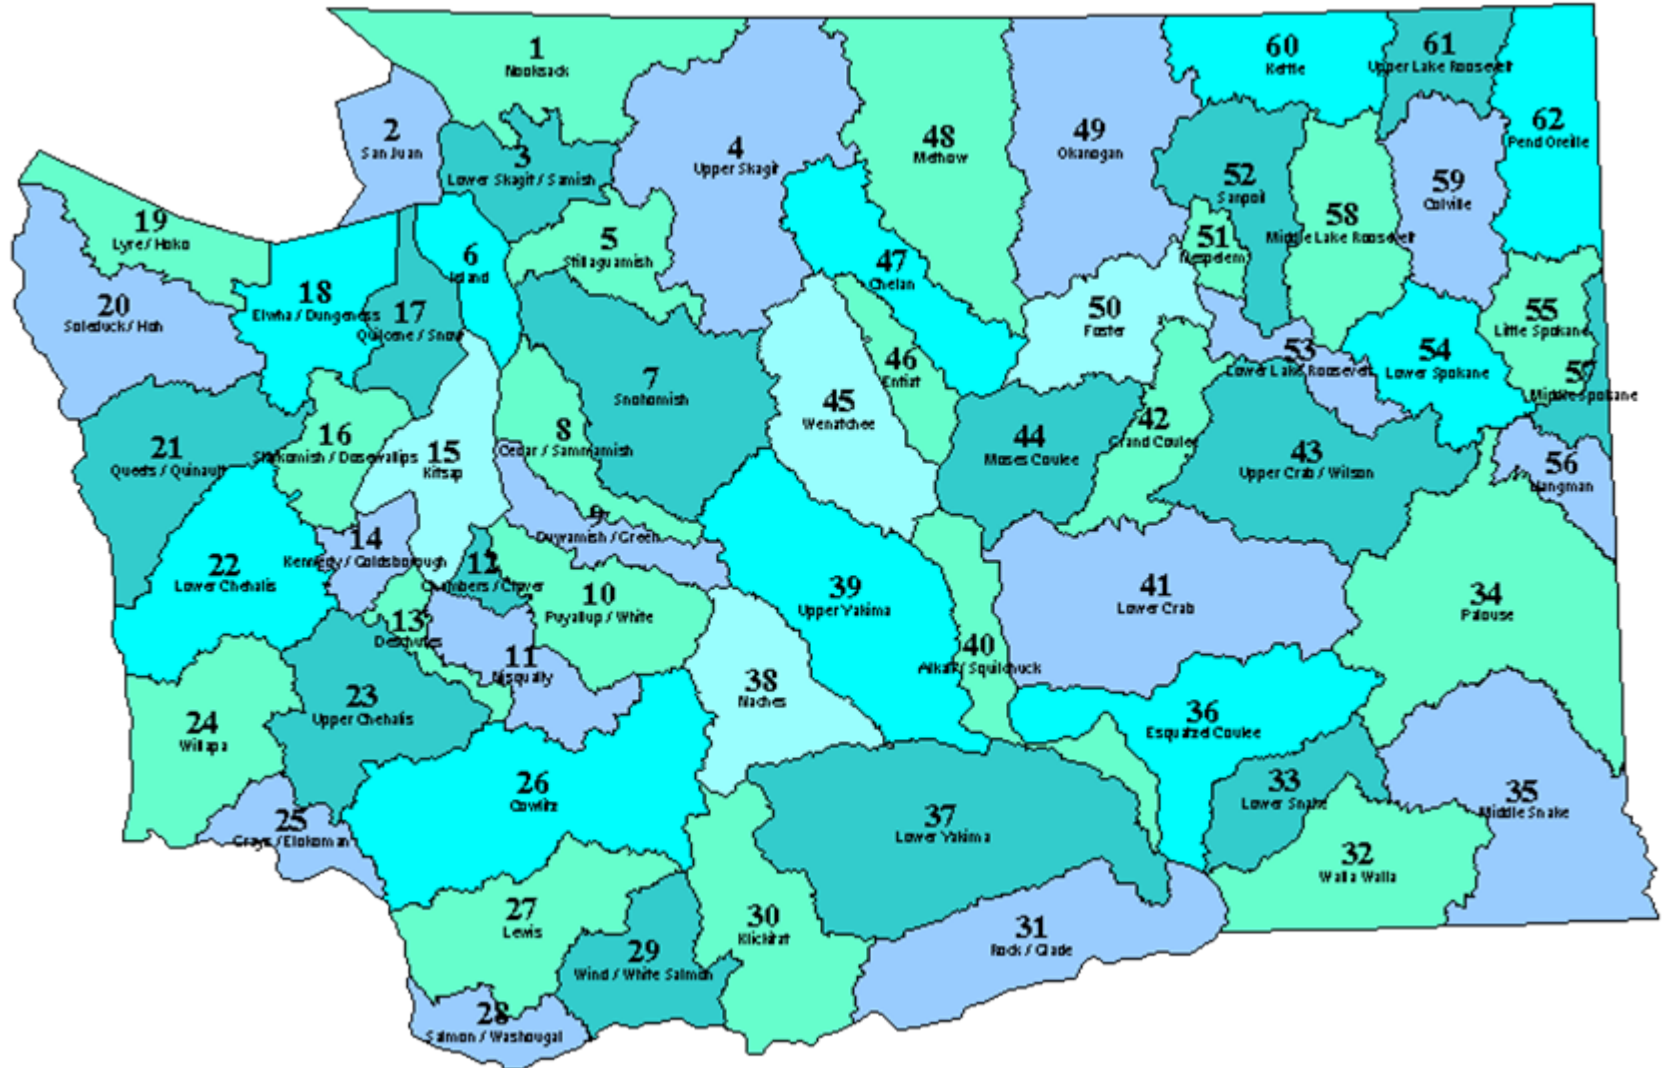 1
Nooksack
2
San Juan
3
Lower Skagit / Samish
4
Upper Skagit
5
Stillaguamish
6
Island
7
Snohomish
8
Cedar / Sammamish
9
Duwamish / Green
10
Puyallup / White
11
Nisqually
12
Chambers / Clover
13
Deschutes
14
Kennedy / Goldsborough
15
Kitsap
16
Skokomish / Dosewallips
17
Quilcene / Snow
18
Elwha / Dungeness
19
Lyre / Hoko
20
Soleduck / Hoh
21
Queets / Quinault
22
Lower Chehalis
23
Upper Chehalis
24
Willapa
25
Grays / Elokoman
26
Cowlitz
27
Lewis
28
Salmon / Washougal
29
Wind / White Salmon
30
Klickitat
31
Rock / Glade
32
Walla Walla
33
Lower Snake
34
Palouse
35
Middle Snake
36
Esquatzel Coulee
37
Lower Yakima
38
Naches
39
Upper Yakima
40
Alkali / Squilchuck
41
Lower Crab
42
Grand Coulee
43
Upper Crab / Wilson
44
Moses Coulee
45
Wenatchee
46
Entiat
47
Chelan
48
Methow
49
Okanogan
50
Foster
51
Nespelem
52
Sanpoil
53
Lower Lake Roosevelt
54
Lower Spokane
55
Little Spokane
56
Hangman
57
Middle Spokane
58
Middle Lake Roosevelt
59
Colville
60
Kettle
61
Upper Lake Roosevelt
62
Pend Oreille